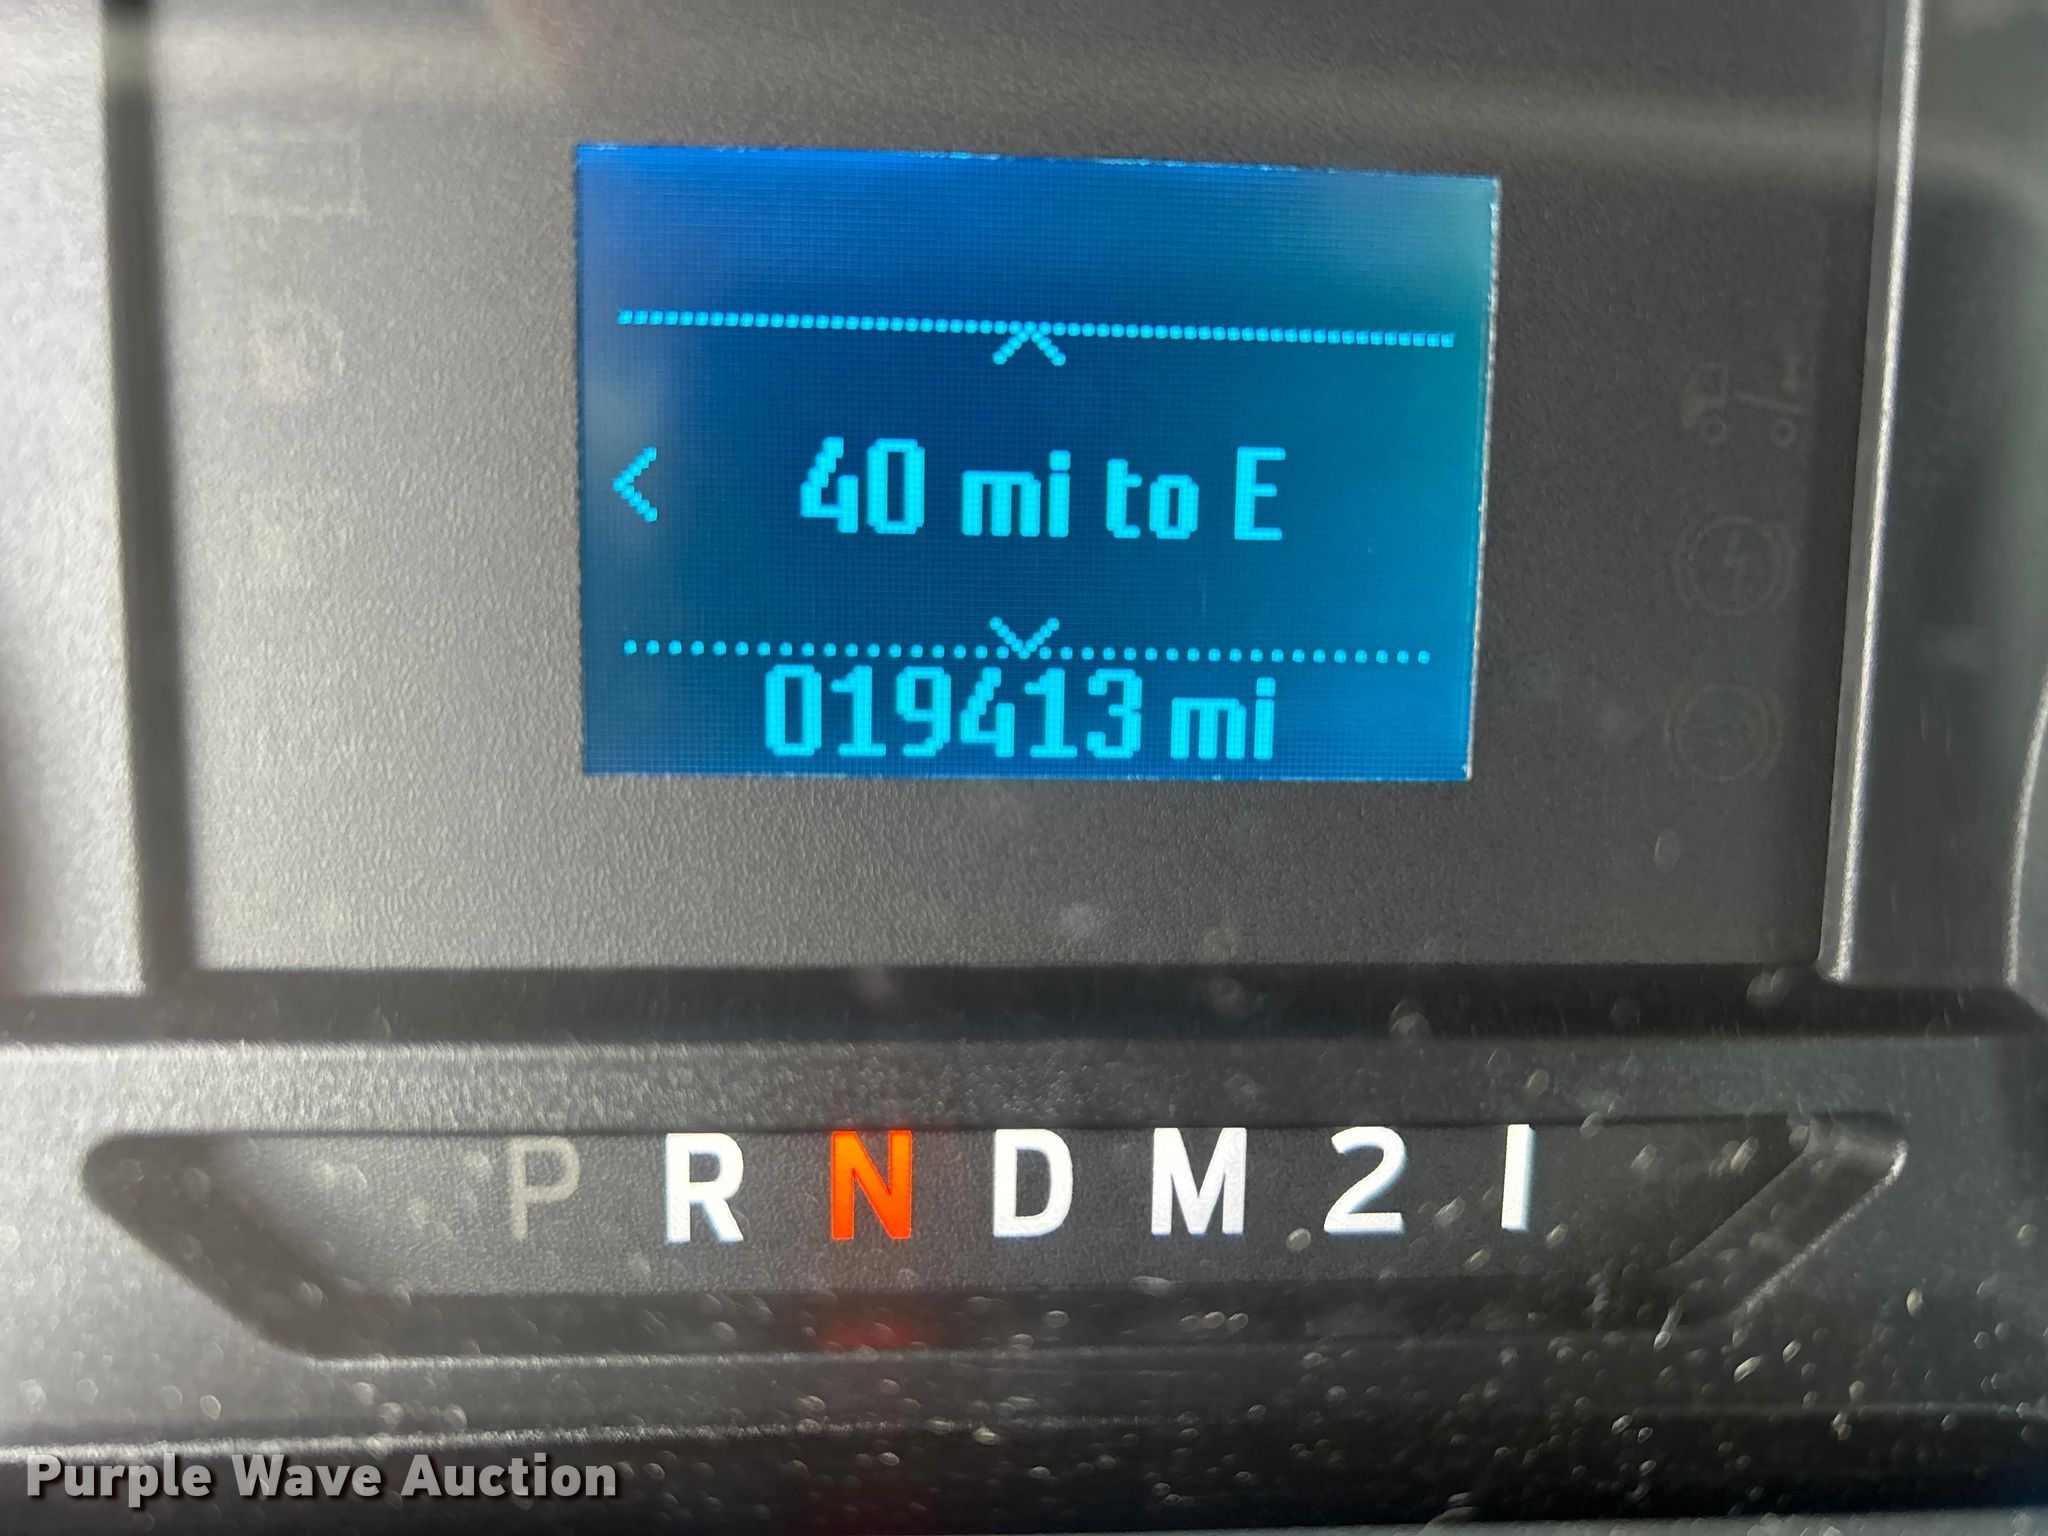 40 mi to E
019413 mi
P R N D M 2 1
Purple Wave Auction